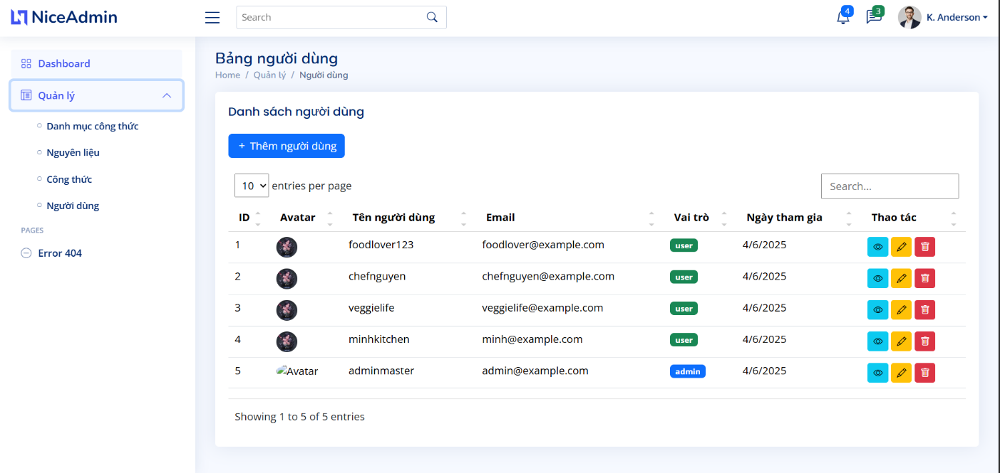 NiceAdmin
Search
4
3
K. Anderson
Dashboard
Quản lý
Danh mục công thức
Nguyên liệu
Công thức
Người dùng
PAGES
Error 404
Bảng người dùng
Home / Quản lý / Người dùng
Danh sách người dùng
+ Thêm người dùng
10 entries per page
Search...
ID Avatar Tên người dùng Email Vai trò Ngày tham gia Thao tác
1 foodlover123 foodlover@example.com user 4/6/2025
2 chefnguyen chefnguyen@example.com user 4/6/2025
3 veggielife veggielife@example.com user 4/6/2025
4 minhkitchen minh@example.com user 4/6/2025
5 Avatar adminmaster admin@example.com admin 4/6/2025
Showing 1 to 5 of 5 entries